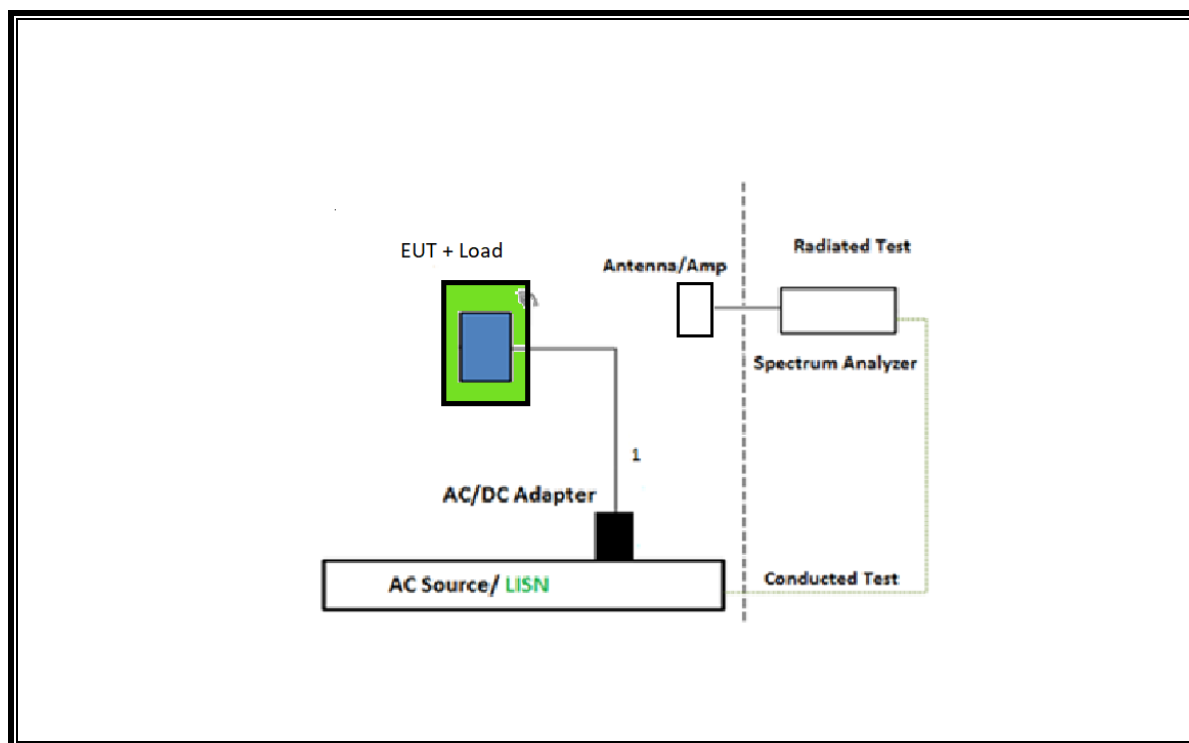 EUT + Load
Radiated Test
Antenna/Amp
Spectrum Analyzer
1
AC/DC Adapter
AC Source/ LISN
Conducted Test